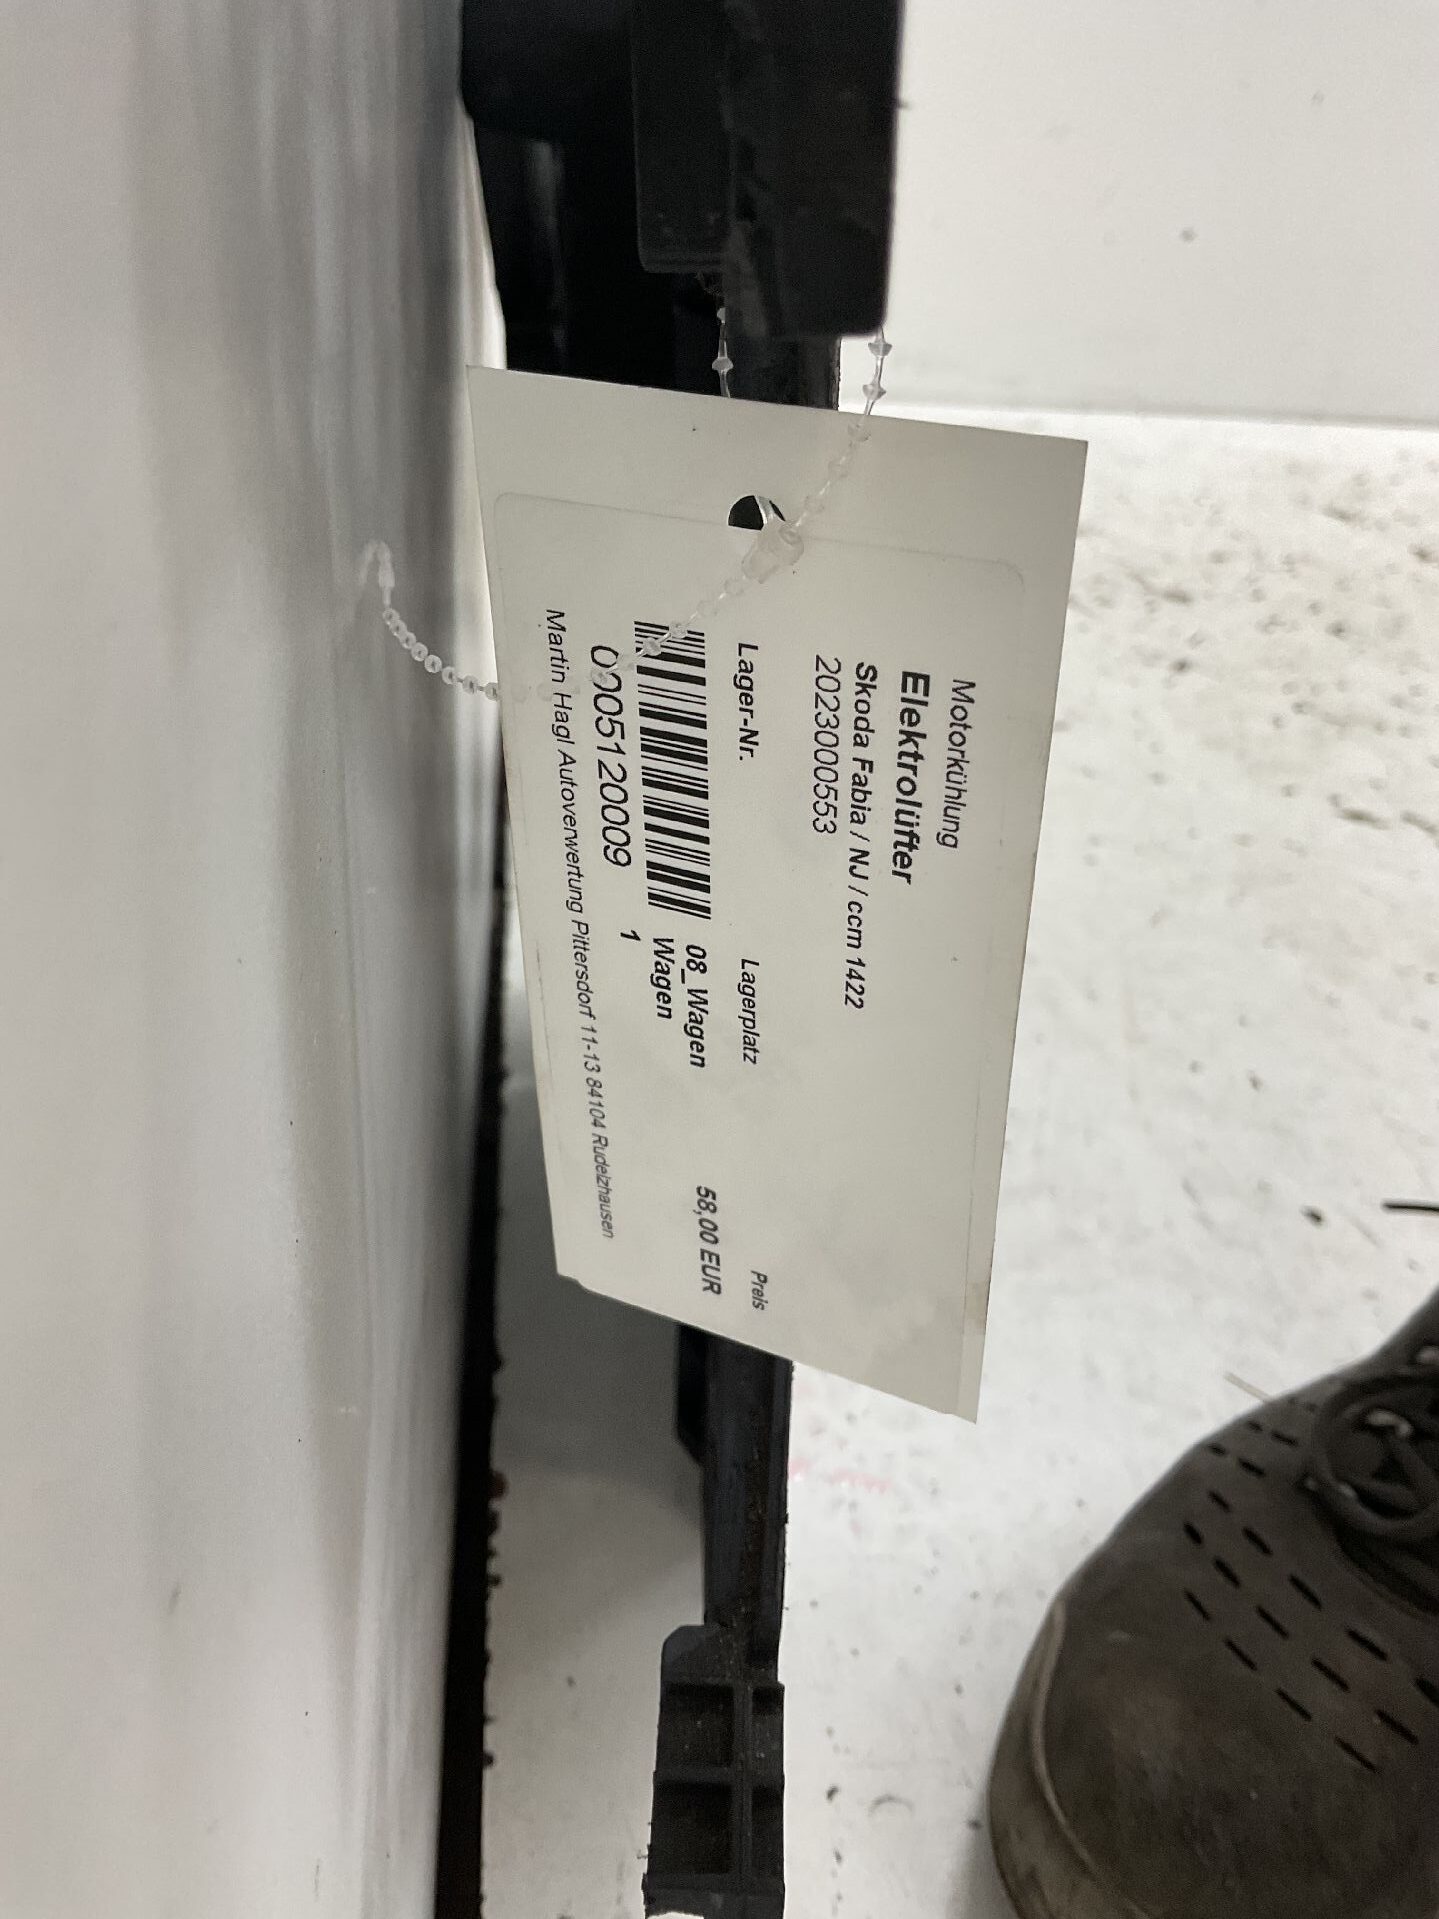 Motorkühlung
Elektrolüfter
Skoda Fabia / NJ / ccm 1422
2023000553
Lager-Nr. Lagerplatz Preis
08_Wagen 58,00 EUR
Wagen
0005120009 1
Martin Hagl Autoverwertung Pittersdorf 11-13 84104 Rudelzhausen